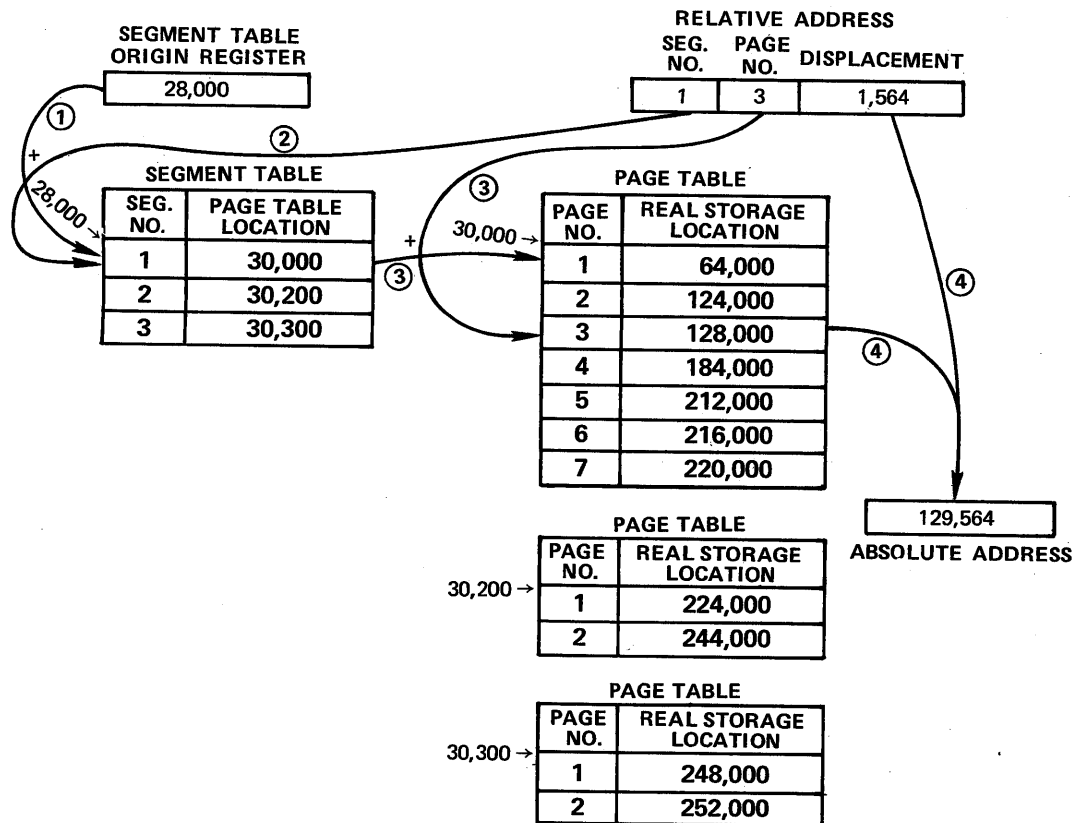 SEGMENT TABLE
ORIGIN REGISTER
28,000
RELATIVE ADDRESS
SEG. NO. PAGE NO. DISPLACEMENT
1 3 1,564
①
②
+
28,000→
SEGMENT TABLE
SEG. NO. PAGE TABLE LOCATION
1 30,000
2 30,200
3 30,300
③
+
③
30,000→
PAGE TABLE
PAGE NO. REAL STORAGE LOCATION
1 64,000
2 124,000
3 128,000
4 184,000
5 212,000
6 216,000
7 220,000
④
④
129,564
ABSOLUTE ADDRESS
PAGE TABLE
PAGE NO. REAL STORAGE LOCATION
30,200→
1 224,000
2 244,000
PAGE TABLE
PAGE NO. REAL STORAGE LOCATION
30,300→
1 248,000
2 252,000